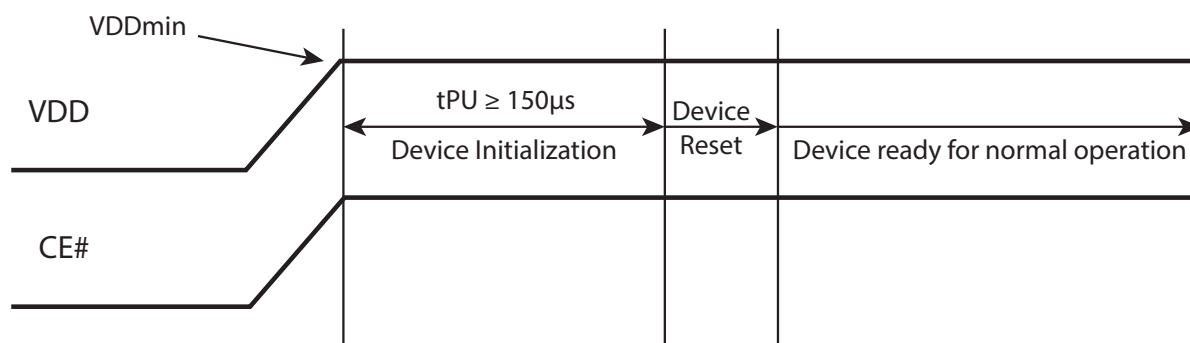 VDDmin
VDD
tPU ≥ 150μs
Device Initialization
Device
Reset
Device ready for normal operation
CE#